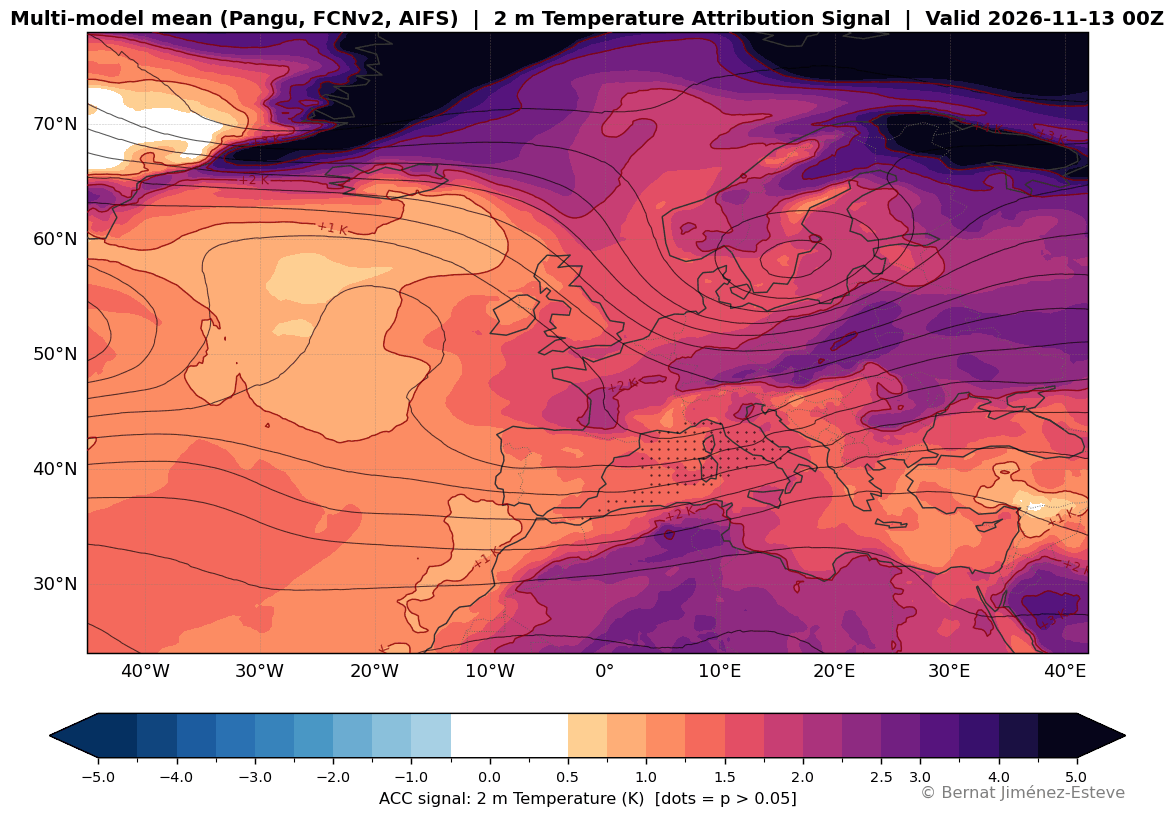 Multi-model mean (Pangu, FCNv2, AIFS)  |  2 m Temperature Attribution Signal  |  Valid 2026-11-13 00Z
70°N
60°N
50°N
40°N
30°N
+2 K
+1 K
+2 K
+2 K
+1 K
+1 K
+2 K
40°W 30°W 20°W 10°W 0° 10°E 20°E 30°E 40°E
−5.0 −4.0 −3.0 −2.0 −1.0 0.0 0.5 1.0 1.5 2.0 2.5 3.0 4.0 5.0
ACC signal: 2 m Temperature (K)  [dots = p > 0.05]
© Bernat Jiménez-Esteve